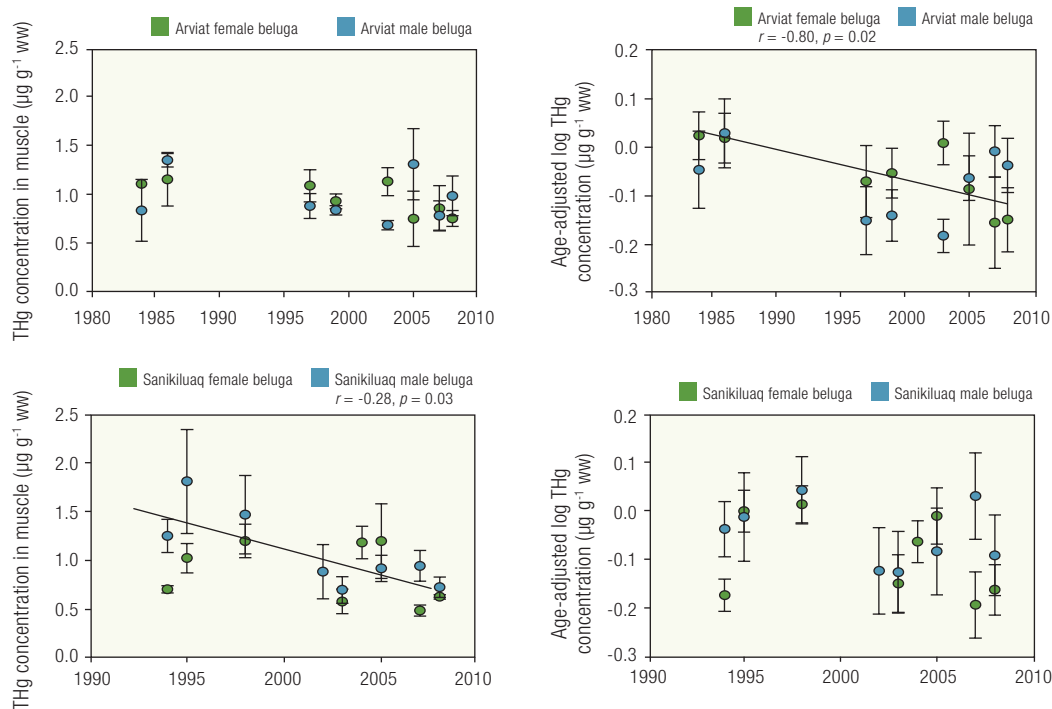 Arviat female beluga Arviat male beluga
THg concentration in muscle (µg g⁻¹ ww)
2.5
2.0
1.5
1.0
0.5
0.0
1980 1985 1990 1995 2000 2005 2010
Arviat female beluga Arviat male beluga
r = -0.80, p = 0.02
Age-adjusted log THg
concentration (µg g⁻¹ ww)
0.2
0.1
0.0
-0.1
-0.2
-0.3
1980 1985 1990 1995 2000 2005 2010
Sanikiluaq female beluga Sanikiluaq male beluga
r = -0.28, p = 0.03
THg concentration in muscle (µg g⁻¹ ww)
2.5
2.0
1.5
1.0
0.5
0.0
1990 1995 2000 2005 2010
Sanikiluaq female beluga Sanikiluaq male beluga
Age-adjusted log THg
concentration (µg g⁻¹ ww)
0.2
0.1
0.0
-0.1
-0.2
-0.3
1990 1995 2000 2005 2010